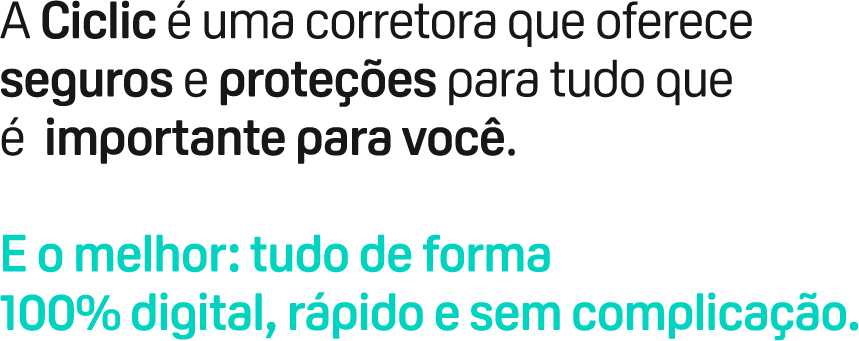 A Ciclic é uma corretora que oferece
seguros e proteções para tudo que
é importante para você.
E o melhor: tudo de forma
100% digital, rápido e sem complicação.